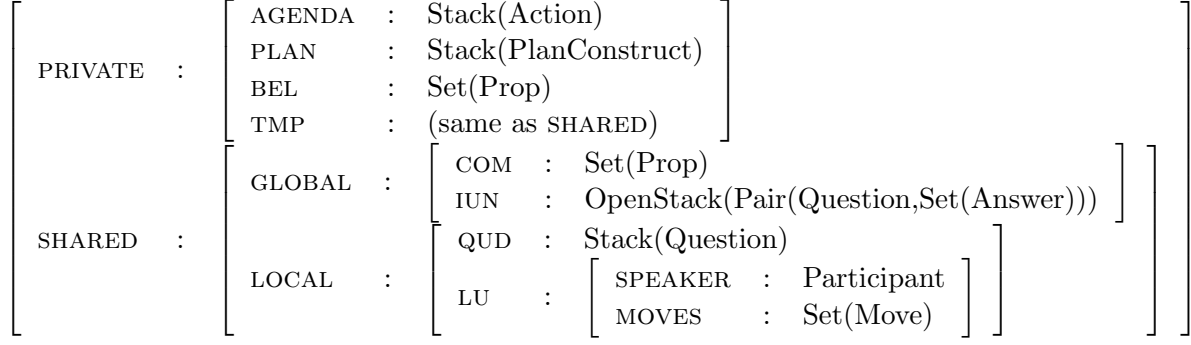 AGENDA : Stack(Action)
PLAN : Stack(PlanConstruct)
PRIVATE :
BEL : Set(Prop)
TMP : (same as SHARED)
COM : Set(Prop)
GLOBAL :
IUN : OpenStack(Pair(Question,Set(Answer)))
SHARED :
QUD : Stack(Question)
LOCAL :
SPEAKER : Participant
LU :
MOVES : Set(Move)